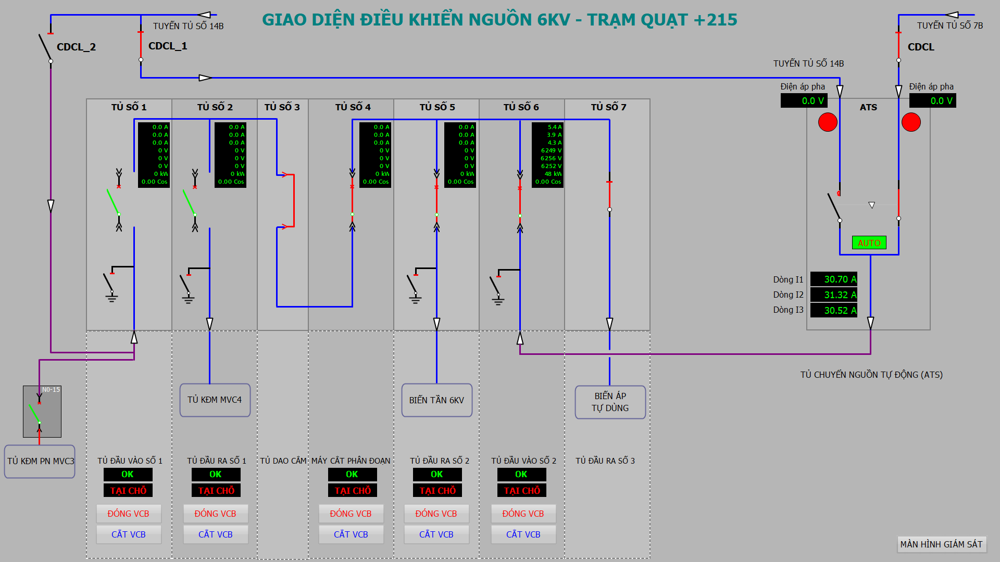 GIAO DIỆN ĐIỀU KHIỂN NGUỒN 6KV - TRẠM QUẠT +215
TUYẾN TỦ SỐ 14B
CDCL_2
CDCL_1
TUYẾN TỦ SỐ 7B
CDCL
TUYẾN TỦ SỐ 14B
Điện áp pha
0.0 V
Điện áp pha
0.0 V
TỦ SỐ 1
TỦ SỐ 2
TỦ SỐ 3
TỦ SỐ 4
TỦ SỐ 5
TỦ SỐ 6
TỦ SỐ 7
ATS
0.0 A
0.0 A
0.0 A
0 V
0 V
0 V
0 kW
0.00 Cos
0.0 A
0.0 A
0.0 A
0 V
0 V
0 V
0 kW
0.00 Cos
0.0 A
0.0 A
0.0 A
0 V
0 V
0 V
0 kW
0.00 Cos
0.0 A
0.0 A
0.0 A
0 V
0 V
0 V
0 kW
0.00 Cos
5.4 A
3.9 A
4.3 A
6249 V
6256 V
6252 V
48 kW
0.00 Cos
AUTO
Dòng I1 30.70 A
Dòng I2 31.32 A
Dòng I3 30.52 A
TỦ CHUYỂN NGUỒN TỰ ĐỘNG (ATS)
N0-15
TỦ KĐM PN MVC3
TỦ KĐM MVC4
BIẾN TẦN 6KV
BIẾN ÁP
TỰ DÙNG
TỦ ĐẦU VÀO SỐ 1
OK
TẠI CHỖ
ĐÓNG VCB
CẮT VCB
TỦ ĐẦU RA SỐ 1
OK
TẠI CHỖ
ĐÓNG VCB
CẮT VCB
TỦ DAO CẮM
MÁY CẮT PHÂN ĐOẠN
OK
TẠI CHỖ
ĐÓNG VCB
CẮT VCB
TỦ ĐẦU RA SỐ 2
OK
TẠI CHỖ
ĐÓNG VCB
CẮT VCB
TỦ ĐẦU VÀO SỐ 2
OK
TẠI CHỖ
ĐÓNG VCB
CẮT VCB
TỦ ĐẦU RA SỐ 3
MÀN HÌNH GIÁM SÁT